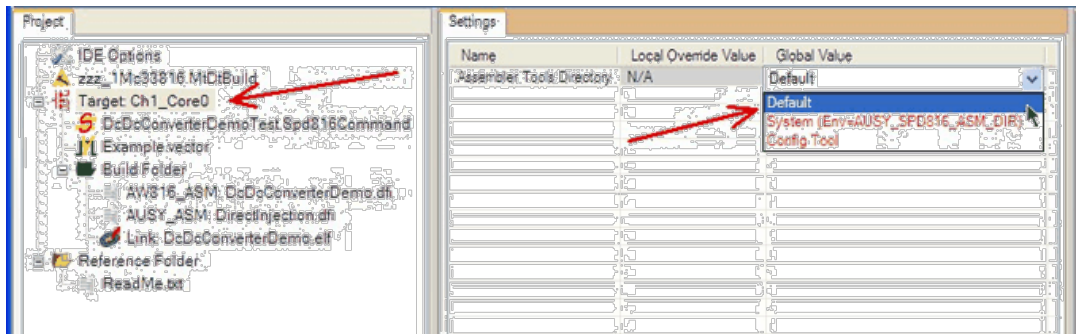 Project
IDE Options
zzz_1Mc33816.MtDtBuild
Target: Ch1_Core0
DcDcConverterDemoTest.Spd816Command
Example.vector
Build Folder
AW816_ASM: DcDcConverterDemo.dfi
AUSY_ASM: DirectInjection.dfi
Link: DcDcConverterDemo.elf
Reference Folder
ReadMe.txt
Settings
Name Local Override Value Global Value
Assembler Tools Directory N/A Default
Default
System (Env=AUSY_SPD816_ASM_DIR)
Config Tool